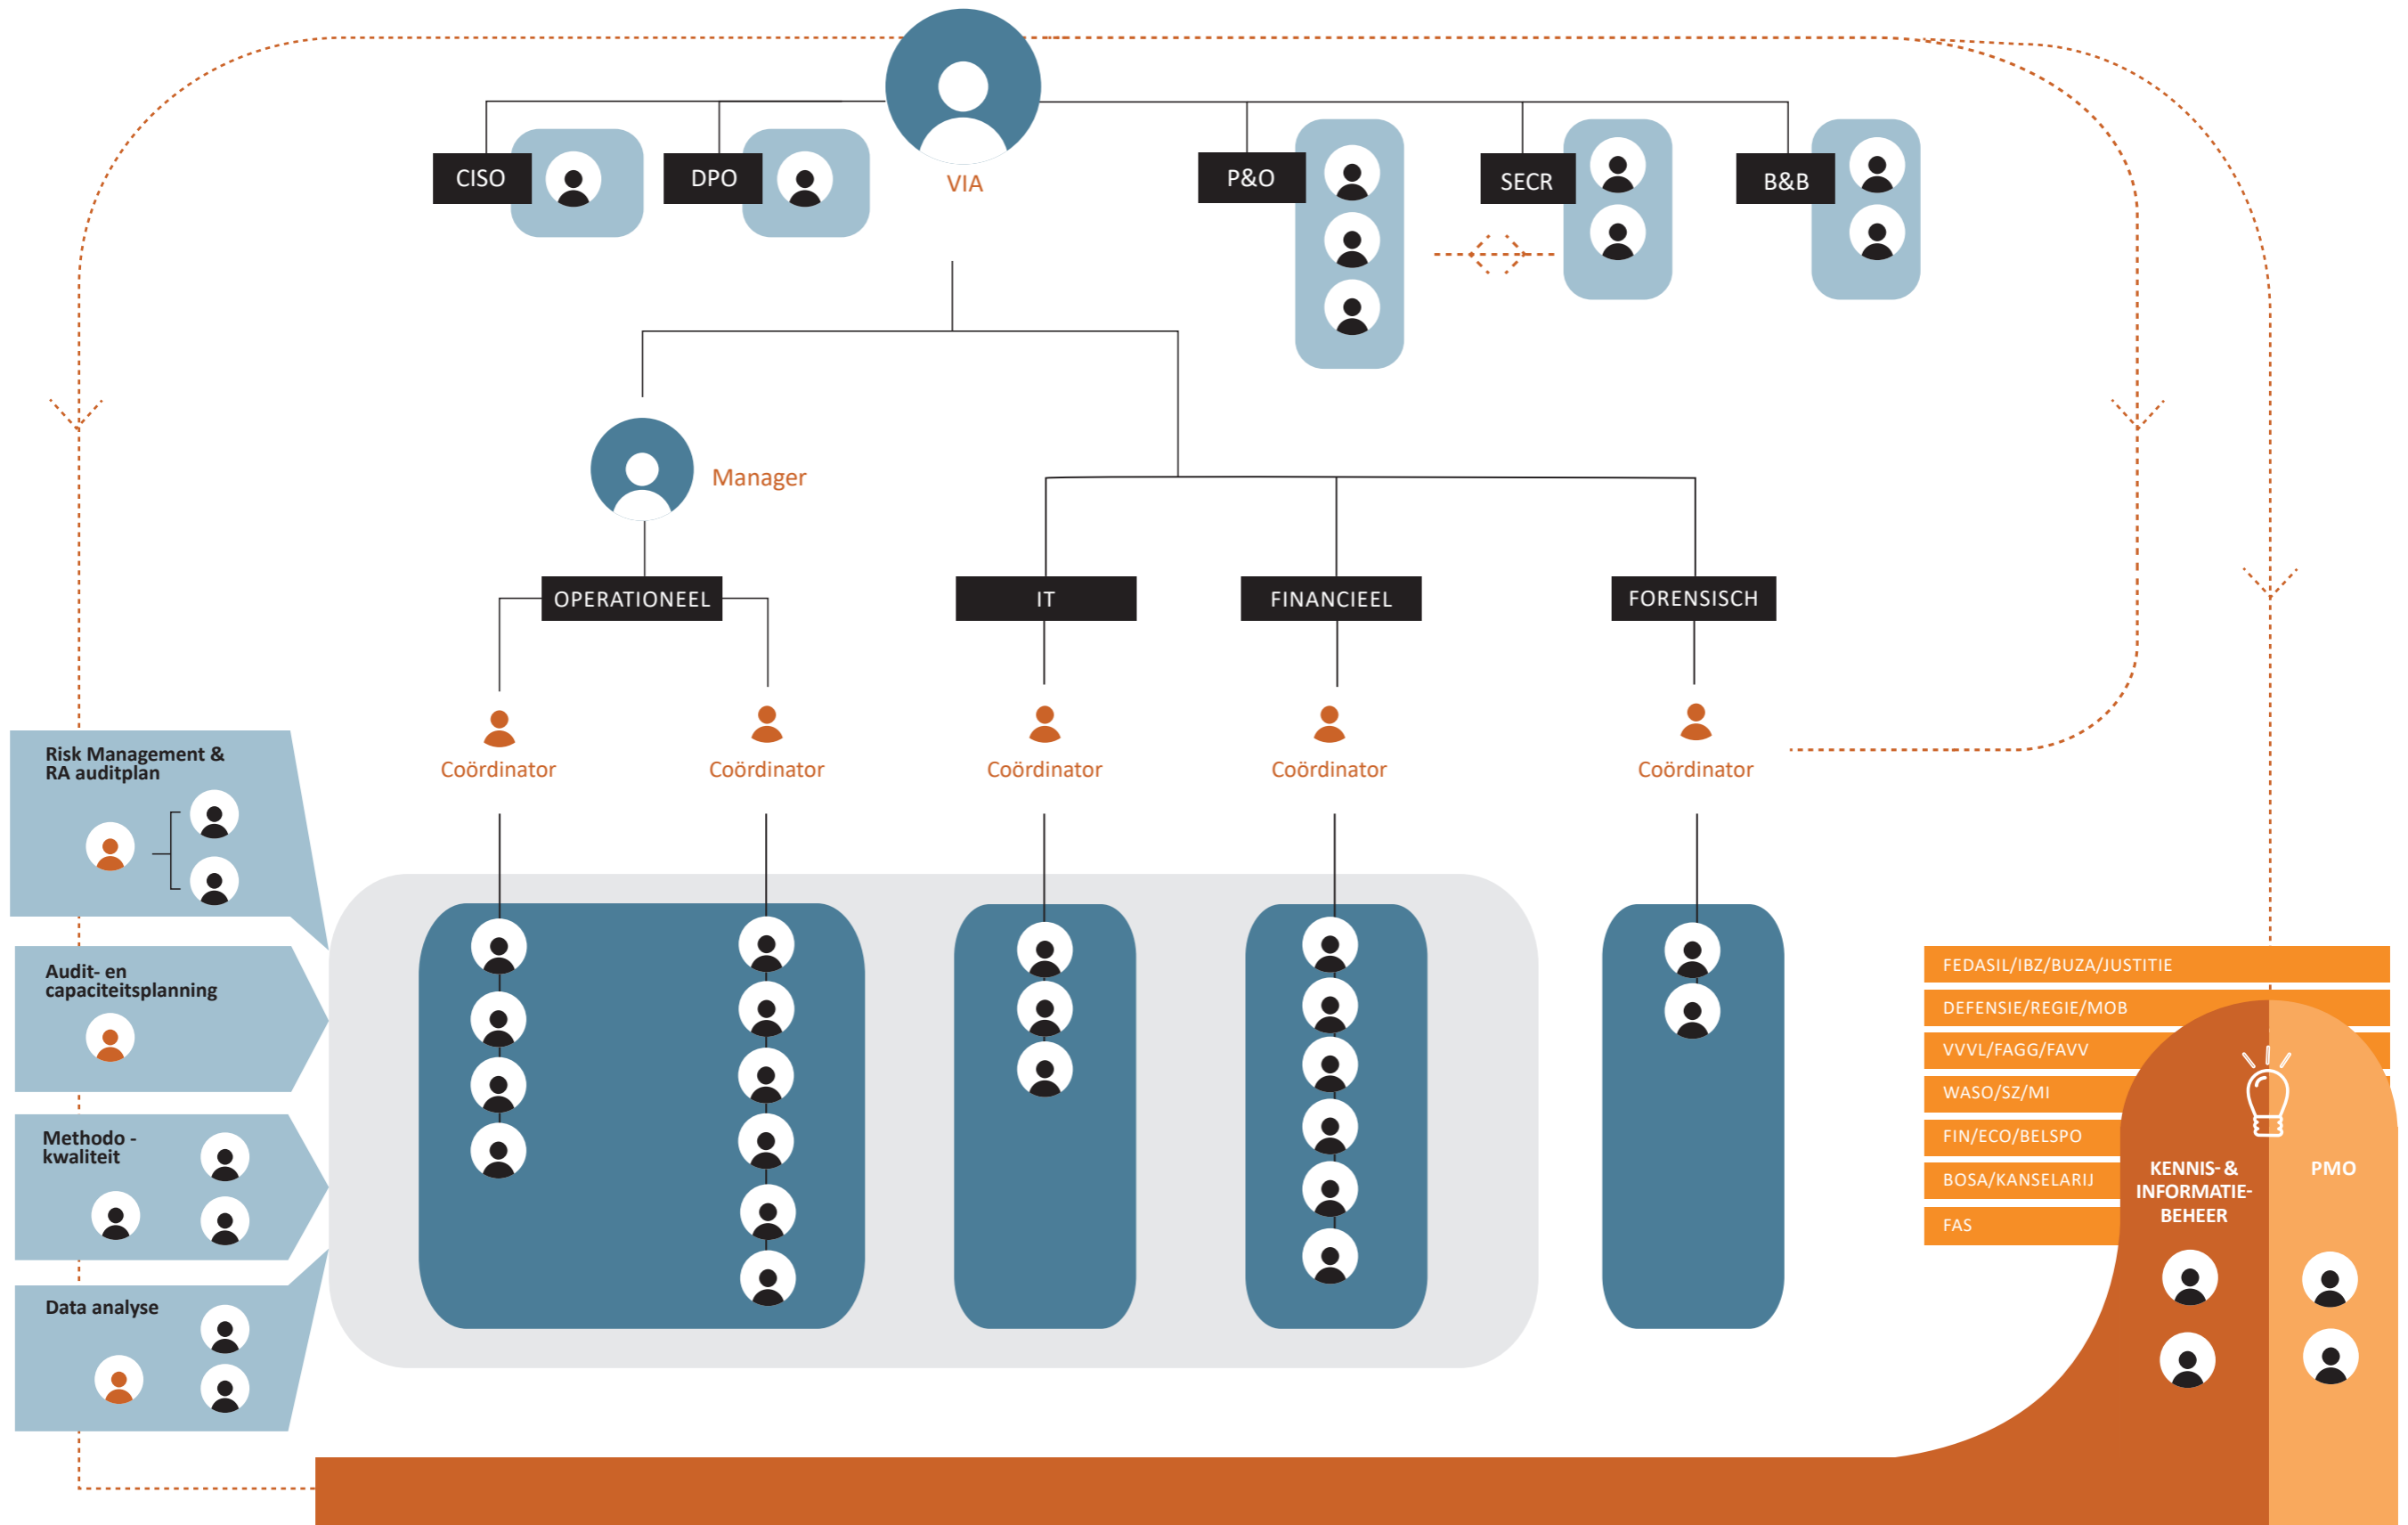 VIA
CISO
DPO
P&O
SECR
B&B
Manager
OPERATIONEEL
IT
FINANCIEEL
FORENSISCH
Coördinator
Coördinator
Coördinator
Coördinator
Coördinator
Risk Management &
RA auditplan
Audit- en
capaciteitsplanning
Methodo -
kwaliteit
Data analyse
FEDASIL/IBZ/BUZA/JUSTITIE
DEFENSIE/REGIE/MOB
VVVL/FAGG/FAVV
WASO/SZ/MI
FIN/ECO/BELSPO
BOSA/KANSELARIJ
FAS
KENNIS- &
INFORMATIE-
BEHEER
PMO